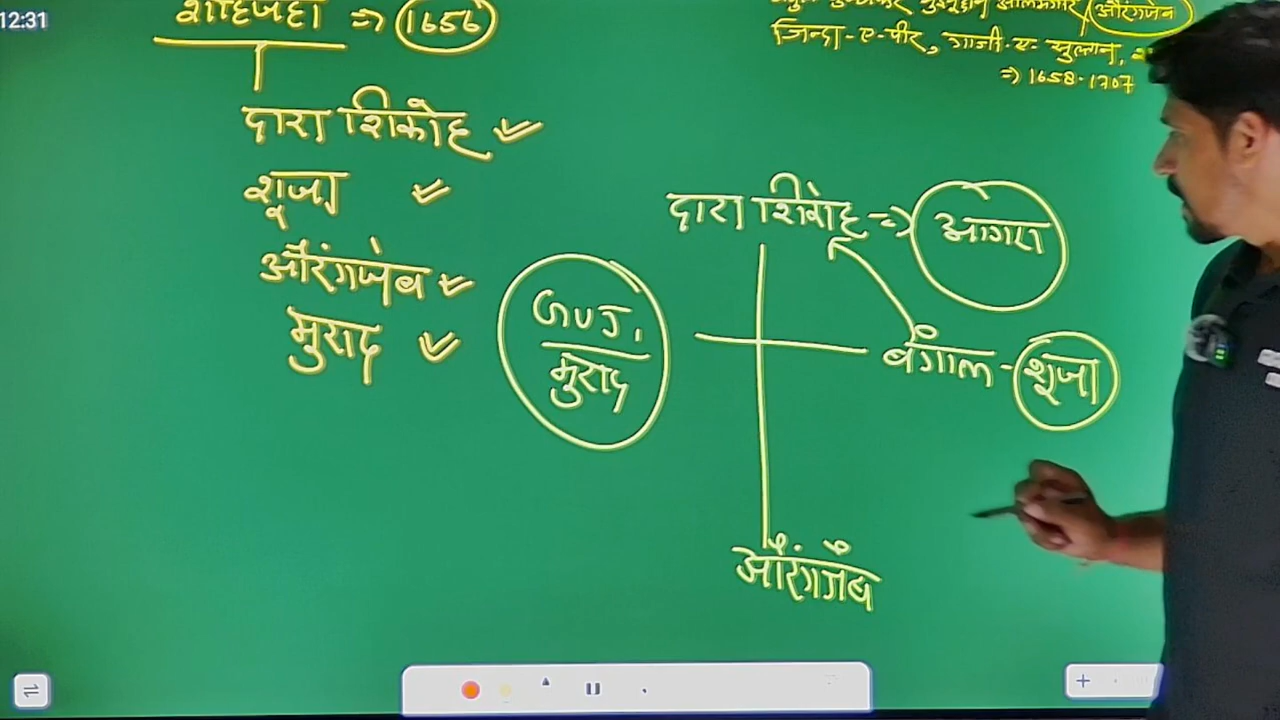 12:31
शाहजहाँ => 1656
दारा शिकोह
शूजा
औरंगजेब
मुराद
औरंगजेब
जिन्दा-ए-पीर, गाजी-ए-
=> 1658-1707
दारा शिकोह => आगरा
GUJ.
मुराद
बंगाल - शूजा
औरंगजेब